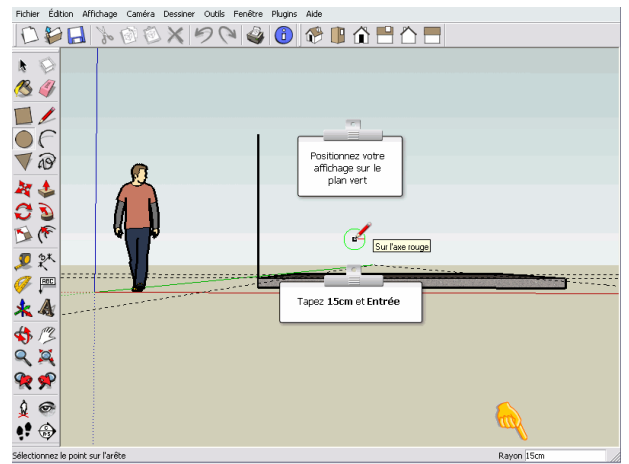 Fichier Édition Affichage Caméra Dessiner Outils Fenêtre Plugins Aide
Positionnez votre
affichage sur le
plan vert
Sur l'axe rouge
Tapez 15cm et Entrée
ABC
Sélectionnez le point sur l'arête
Rayon 15cm